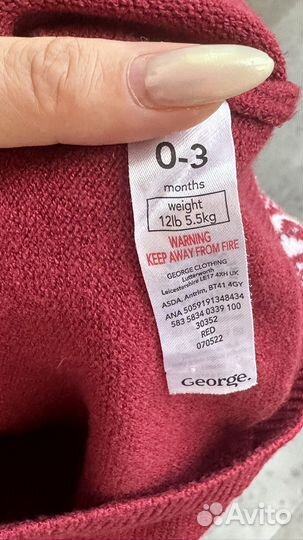 0-3
months
weight
12lb 5.5kg
WARNING
KEEP AWAY FROM FIRE
GEORGE CLOTHING
Lutterworth
Leicestershire LE17 4XH UK
ASDA, Antrim, BT41 4GY
ANA 5059191348434
583 5834 0339 100
30352
RED
070522
George.
Avito